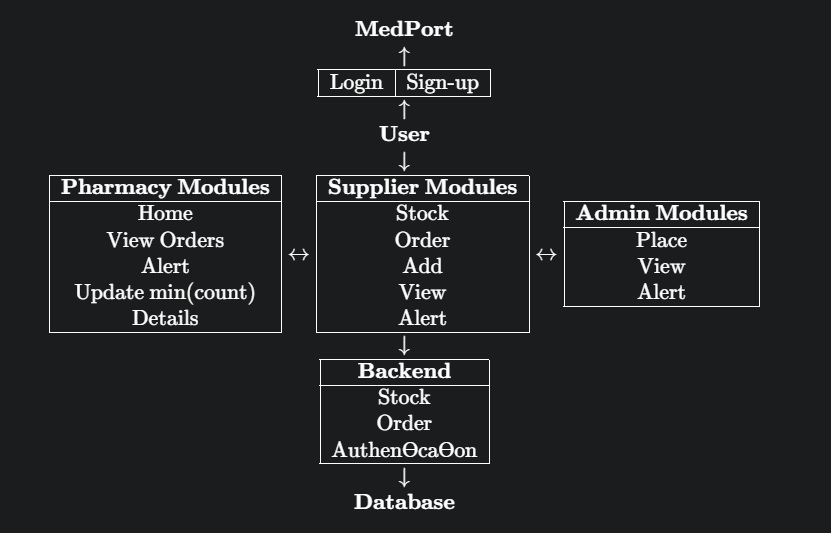 MedPort
↑
Login | Sign-up
↑
User
↓
Pharmacy Modules
Home
View Orders
Alert
Update min(count)
Details
↔
Supplier Modules
Stock
Order
Add
View
Alert
↔
Admin Modules
Place
View
Alert
↓
Backend
Stock
Order
AuthenƟcaƟon
↓
Database